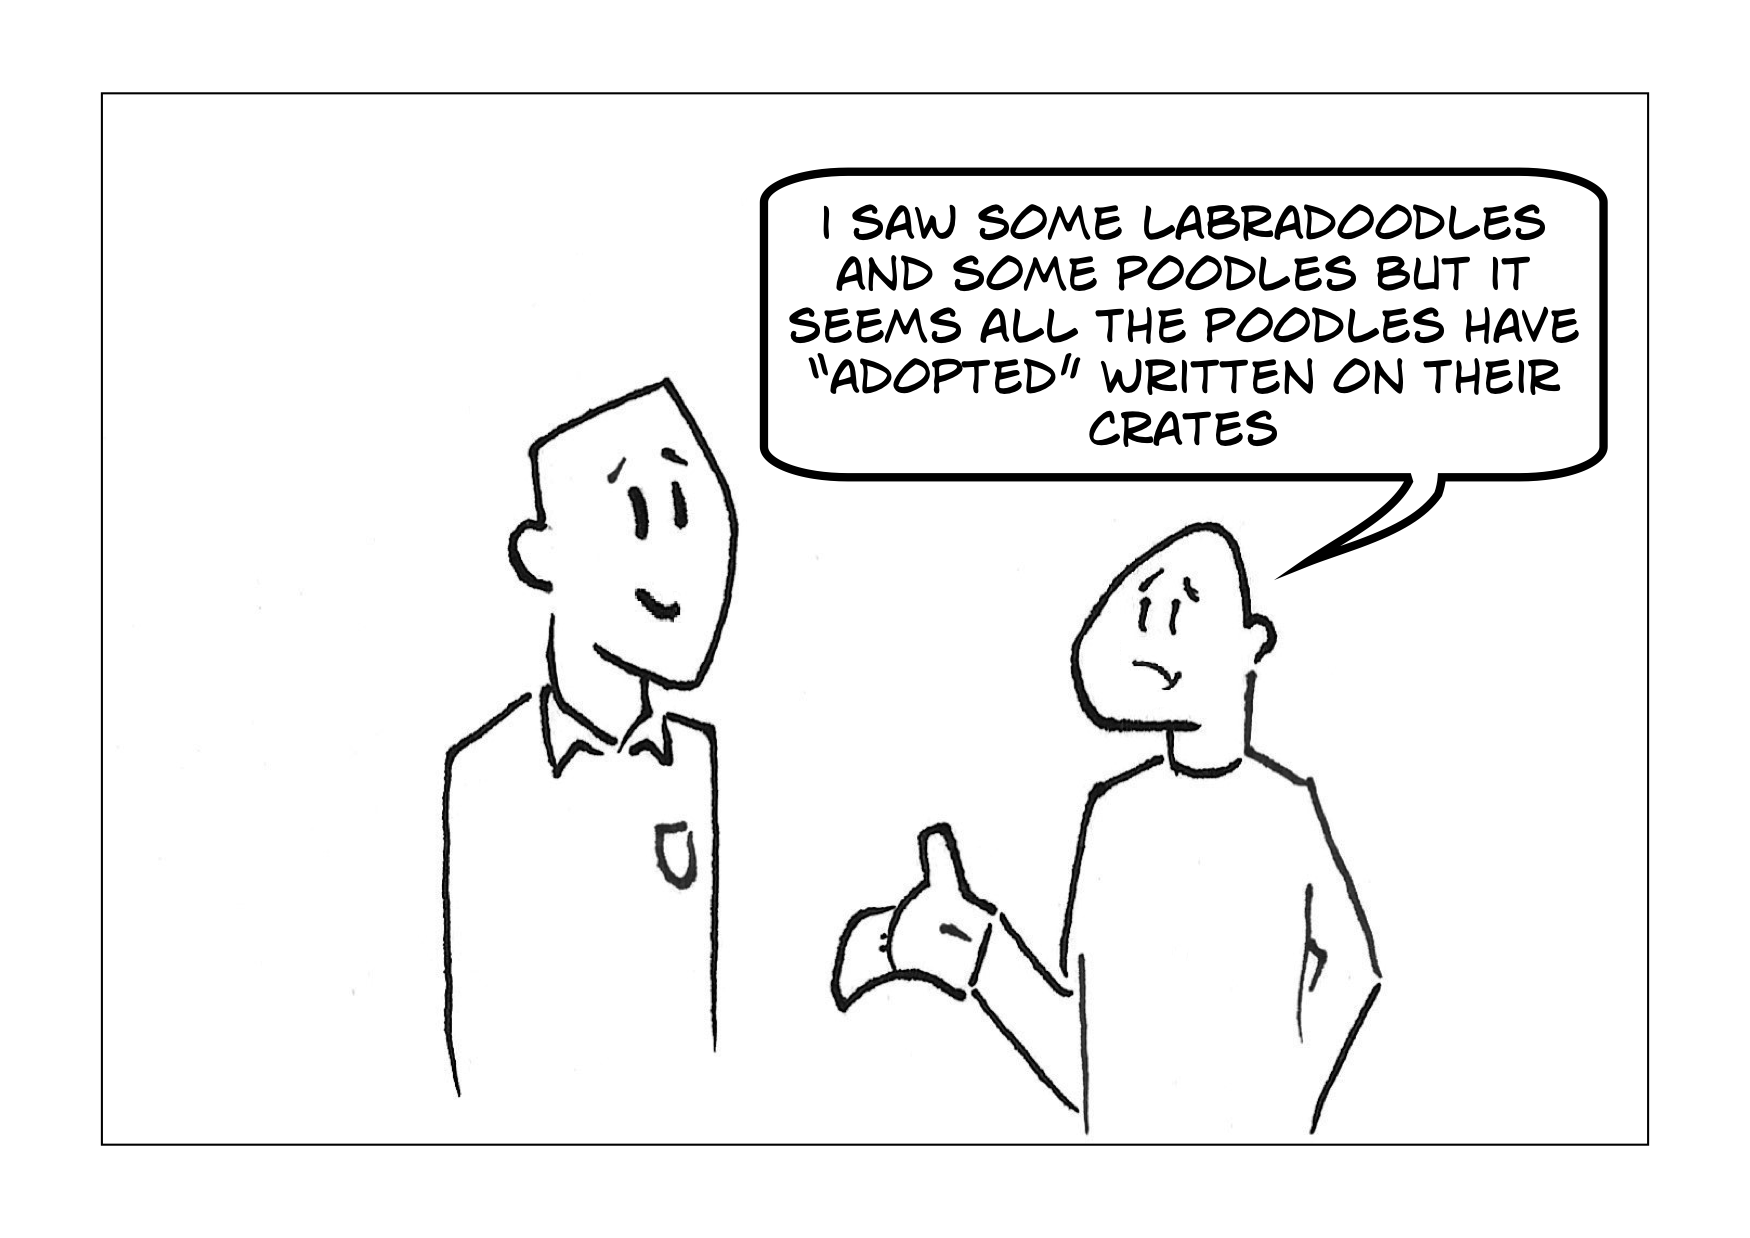 I SAW SOME LABRADOODLES
AND SOME POODLES BUT IT
SEEMS ALL THE POODLES HAVE
"ADOPTED" WRITTEN ON THEIR
CRATES